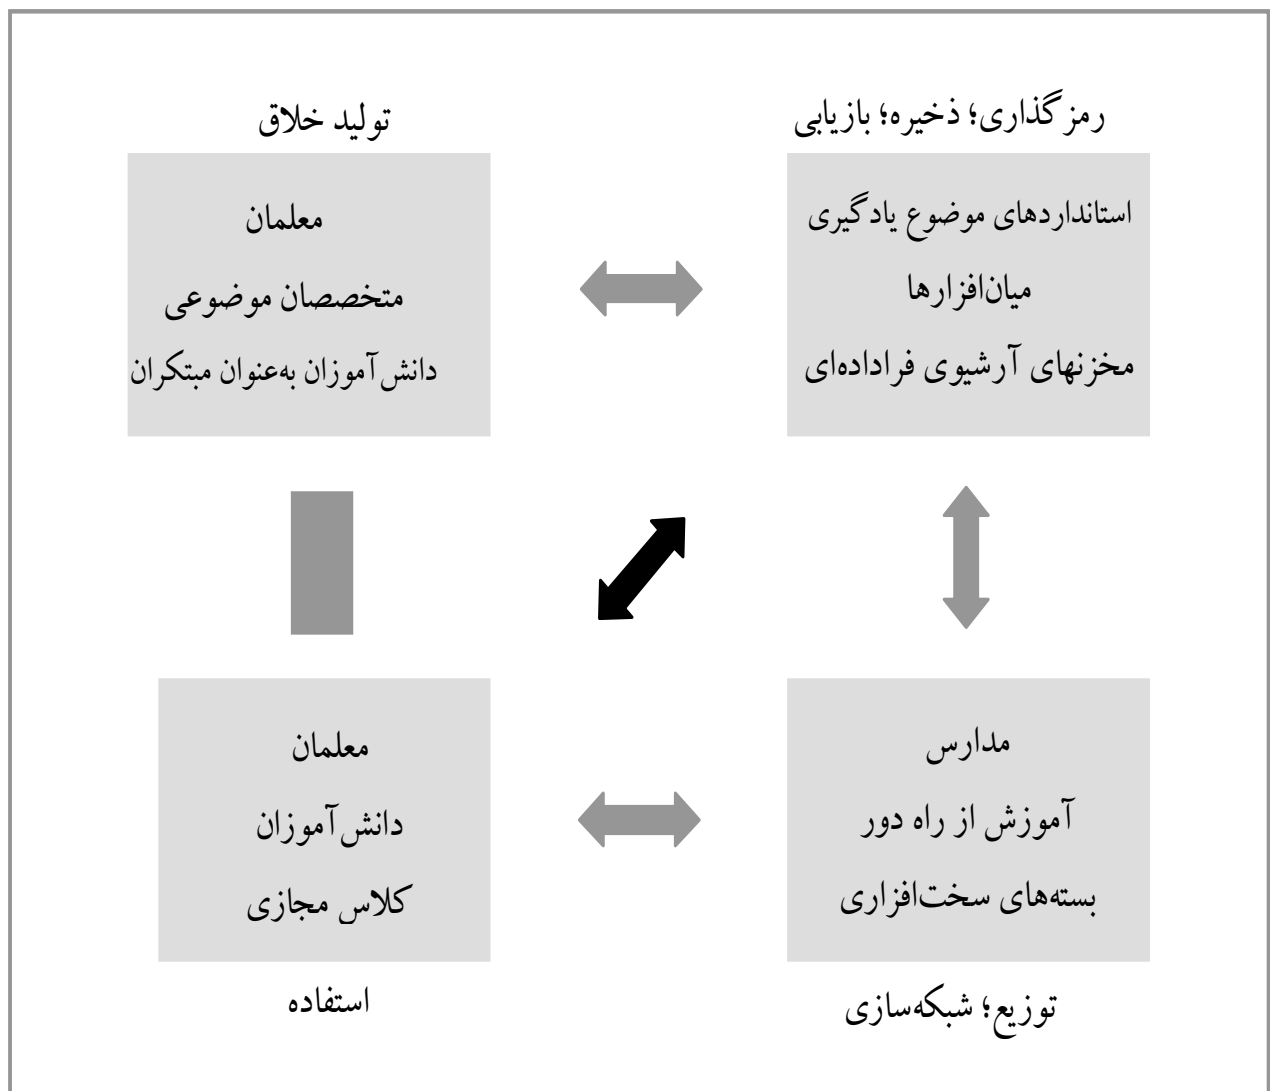 رمزگذاری؛ ذخیره؛ بازیابی
استانداردهای موضوع یادگیری
میان‌افزارها
مخزنهای آرشیوی فراداده‌ای
تولید خلاق
معلمان
متخصصان موضوعی
دانش‌آموزان به‌عنوان مبتکران
مدارس
آموزش از راه دور
بسته‌های سخت‌افزاری
توزیع؛ شبکه‌سازی
معلمان
دانش‌آموزان
کلاس مجازی
استفاده